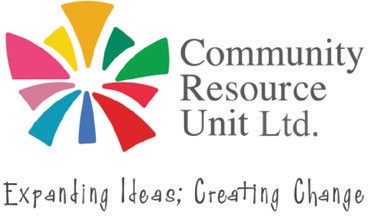 Community
Resource
Unit Ltd.
Expanding Ideas; Creating Change